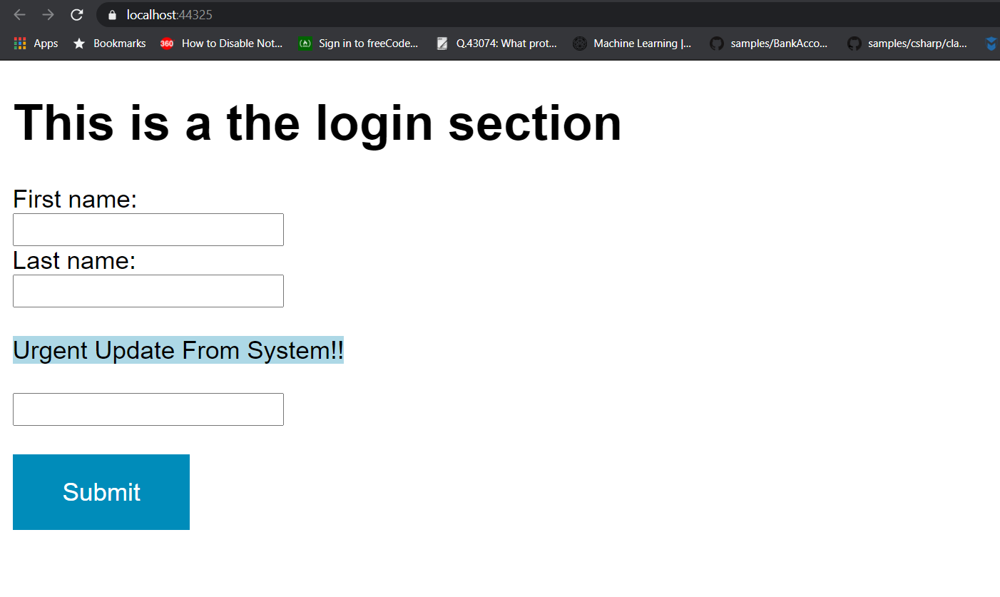 localhost:44325
Apps Bookmarks 360 How to Disable Not... (A) Sign in to freeCode... Q.43074: What prot... Machine Learning |... samples/BankAcco... samples/csharp/cla...
This is a the login section
First name:
Last name:
Urgent Update From System!!
Submit